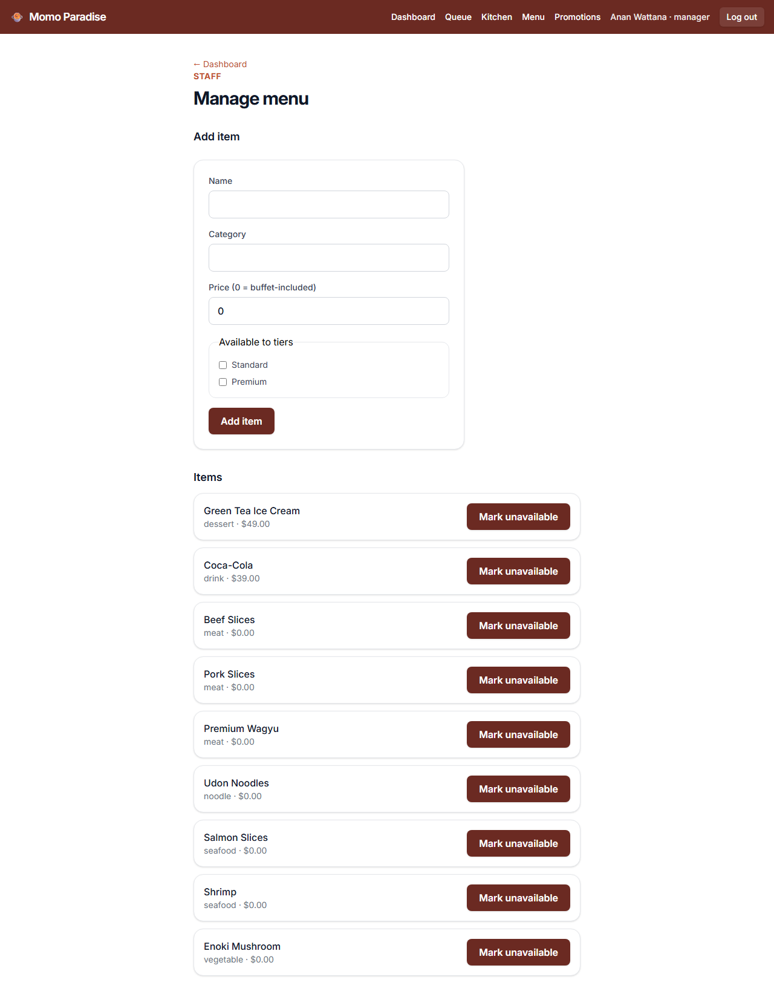 Momo Paradise
Dashboard Queue Kitchen Menu Promotions Anan Wattana · manager Log out
← Dashboard
STAFF
Manage menu
Add item
Name
Category
Price (0 = buffet-included)
0
Available to tiers
Standard
Premium
Add item
Items
Green Tea Ice Cream
dessert · $49.00
Mark unavailable
Coca-Cola
drink · $39.00
Mark unavailable
Beef Slices
meat · $0.00
Mark unavailable
Pork Slices
meat · $0.00
Mark unavailable
Premium Wagyu
meat · $0.00
Mark unavailable
Udon Noodles
noodle · $0.00
Mark unavailable
Salmon Slices
seafood · $0.00
Mark unavailable
Shrimp
seafood · $0.00
Mark unavailable
Enoki Mushroom
vegetable · $0.00
Mark unavailable